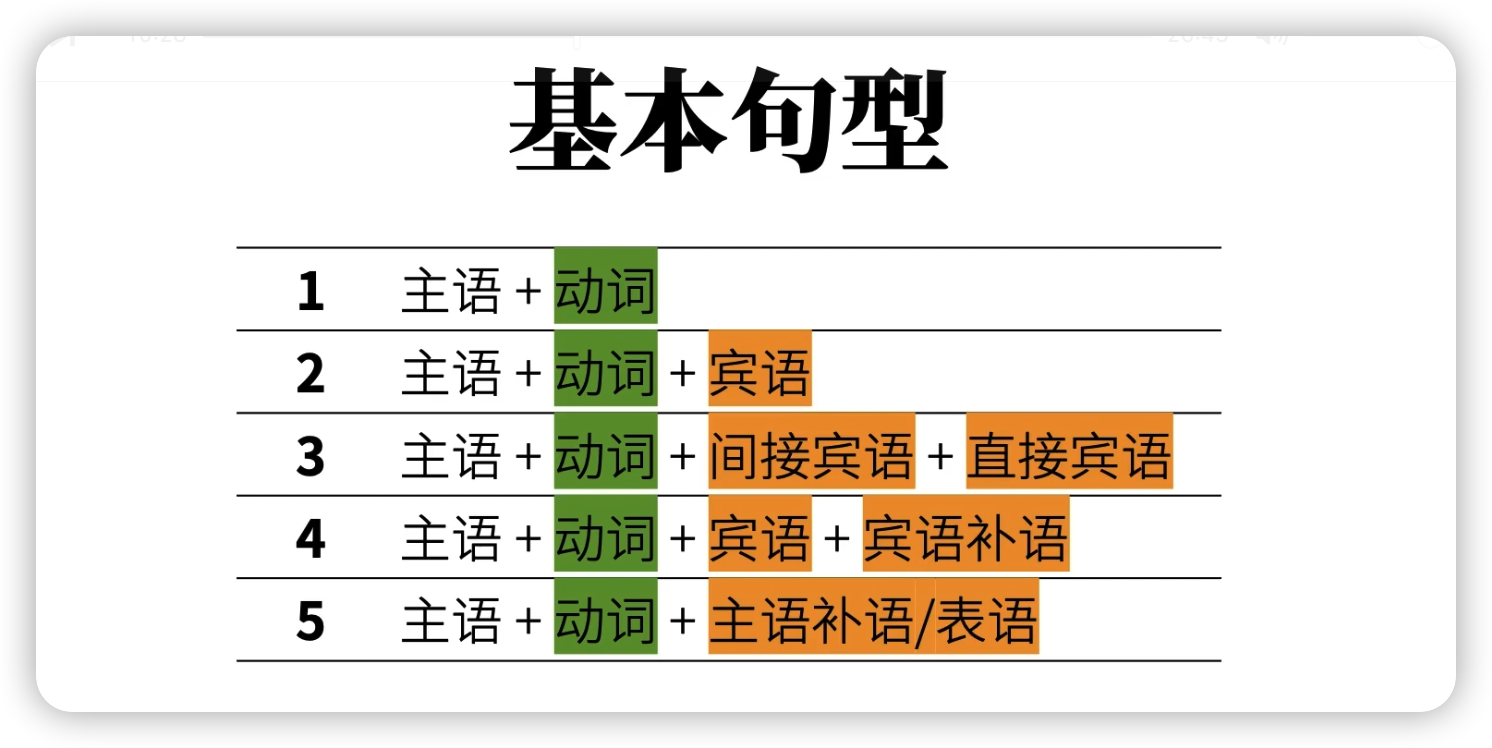 基本句型
1 主语 + 动词
2 主语 + 动词 + 宾语
3 主语 + 动词 + 间接宾语 + 直接宾语
4 主语 + 动词 + 宾语 + 宾语补语
5 主语 + 动词 + 主语补语/表语